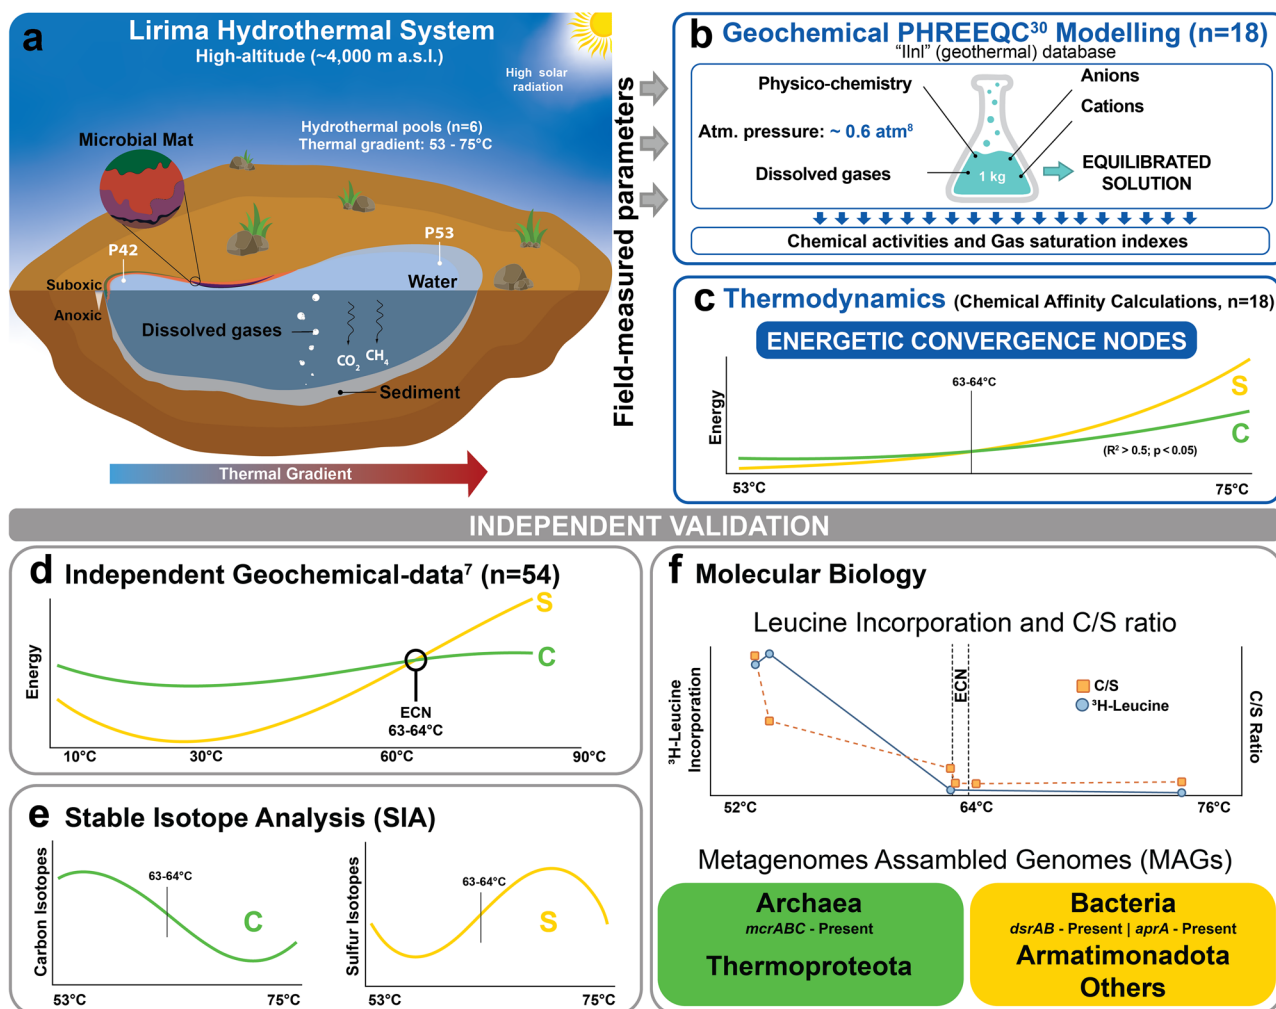 a
Lirima Hydrothermal System
High-altitude (~4,000 m a.s.l.)
High solar
radiation
Hydrothermal pools (n=6)
Thermal gradient: 53 - 75°C
Microbial Mat
P42
P53
Suboxic
Anoxic
Water
Dissolved gases
CO2
CH4
Sediment
Thermal Gradient
Field-measured parameters
b Geochemical PHREEQC30 Modelling (n=18)
“llnl” (geothermal) database
Physico-chemistry
Anions
Cations
Atm. pressure: ~ 0.6 atm8
Dissolved gases
1 kg
EQUILIBRATED
SOLUTION
Chemical activities and Gas saturation indexes
c Thermodynamics (Chemical Affinity Calculations, n=18)
ENERGETIC CONVERGENCE NODES
Energy
63-64°C
S
C
(R2 > 0.5; p < 0.05)
53°C
75°C
INDEPENDENT VALIDATION
d Independent Geochemical-data7 (n=54)
Energy
S
C
ECN
63-64°C
10°C
30°C
60°C
90°C
e Stable Isotope Analysis (SIA)
Carbon Isotopes
63-64°C
C
53°C
75°C
Sulfur Isotopes
63-64°C
S
53°C
75°C
f Molecular Biology
Leucine Incorporation and C/S ratio
3H-Leucine
Incorporation
ECN
C/S
3H-Leucine
C/S Ratio
52°C
64°C
76°C
Metagenomes Assambled Genomes (MAGs)
Archaea
mcrABC - Present
Thermoproteota
Bacteria
dsrAB - Present | aprA - Present
Armatimonadota
Others